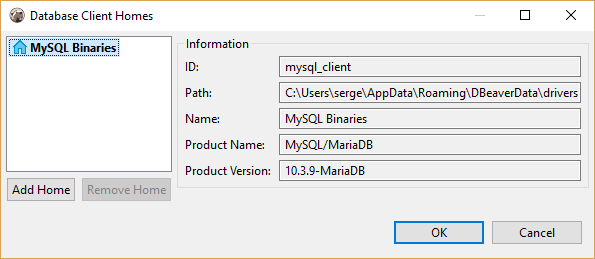 Database Client Homes
MySQL Binaries
Information
ID: mysql_client
Path: C:\Users\serge\AppData\Roaming\DBeaverData\drivers
Name: MySQL Binaries
Product Name: MySQL/MariaDB
Product Version: 10.3.9-MariaDB
Add Home Remove Home
OK Cancel